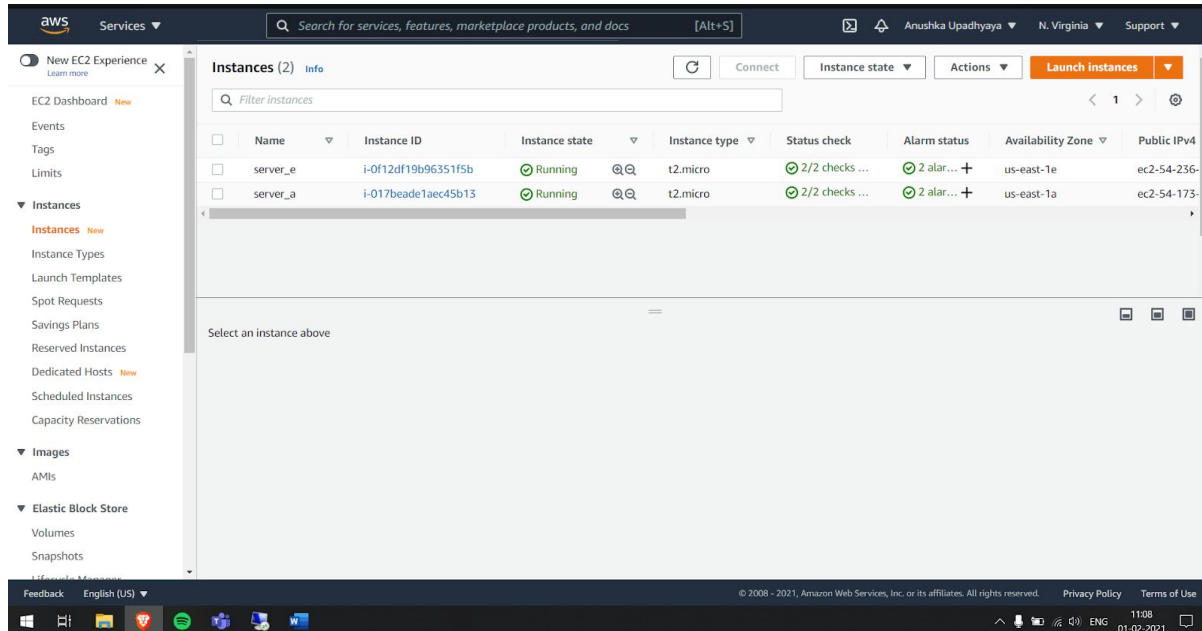 aws Services Search for services, features, marketplace products, and docs [Alt+S] Anushka Upadhyaya N. Virginia Support
New EC2 Experience
Learn more
EC2 Dashboard New
Events
Tags
Limits
Instances
Instances New
Instance Types
Launch Templates
Spot Requests
Savings Plans
Reserved Instances
Dedicated Hosts New
Scheduled Instances
Capacity Reservations
Images
AMIs
Elastic Block Store
Volumes
Snapshots
Lifecycle Manager
Instances (2) Info Connect Instance state Actions Launch instances
Filter instances 1
Name Instance ID Instance state Instance type Status check Alarm status Availability Zone Public IPv4
server_e i-0f12df19b96351f5b Running t2.micro 2/2 checks ... 2 alar... + us-east-1e ec2-54-236-
server_a i-017beade1aec45b13 Running t2.micro 2/2 checks ... 2 alar... + us-east-1a ec2-54-173-
Select an instance above
Feedback English (US) © 2008 - 2021, Amazon Web Services, Inc. or its affiliates. All rights reserved. Privacy Policy Terms of Use
ENG 11:08
01-02-2021